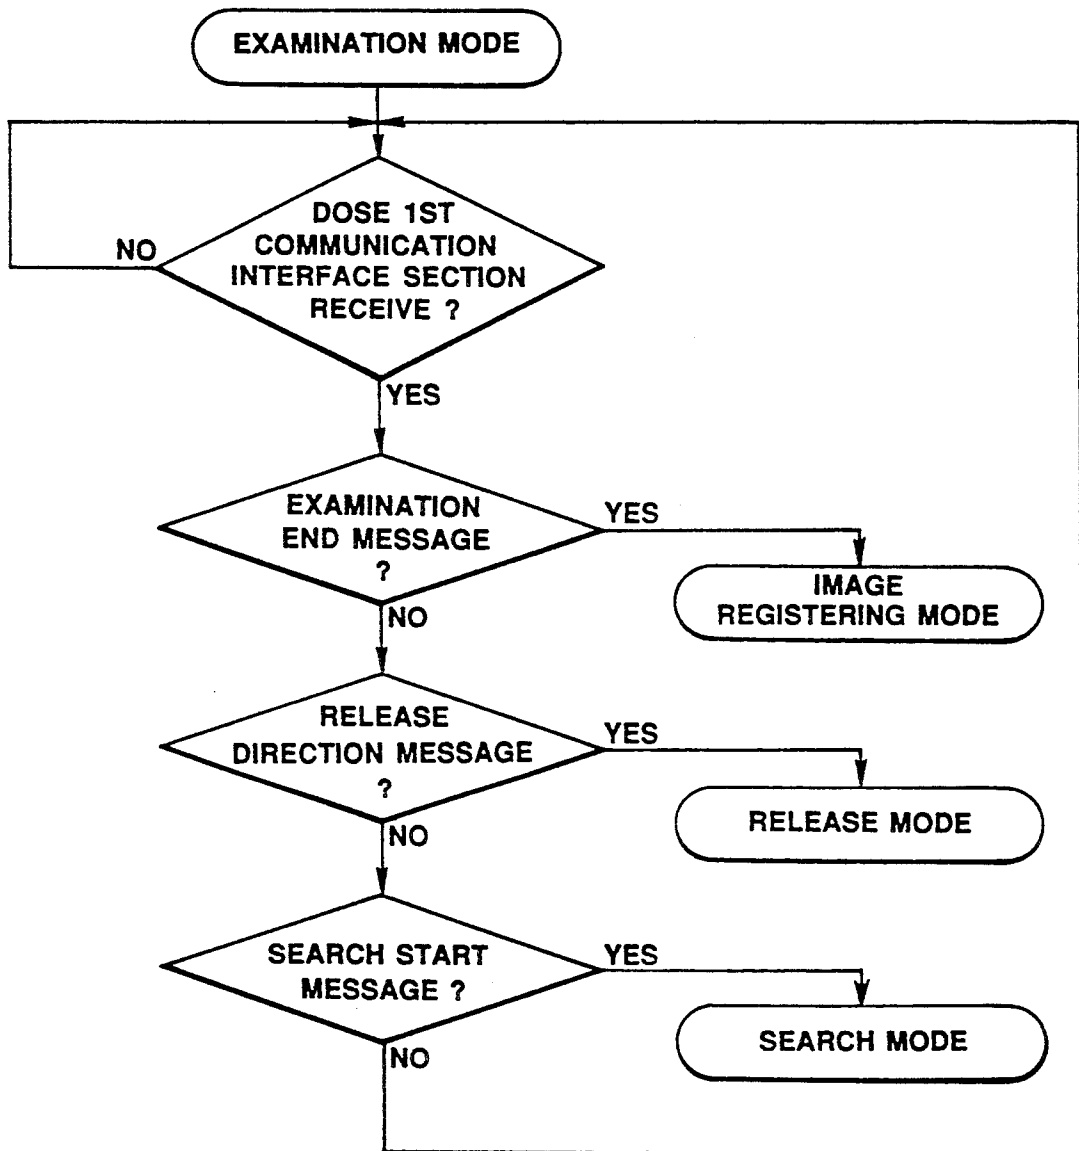 EXAMINATION MODE
DOSE 1ST
COMMUNICATION
INTERFACE SECTION
RECEIVE ?
NO
YES
EXAMINATION
END MESSAGE
?
YES
IMAGE
REGISTERING MODE
NO
RELEASE
DIRECTION MESSAGE
?
YES
RELEASE MODE
NO
SEARCH START
MESSAGE ?
YES
SEARCH MODE
NO